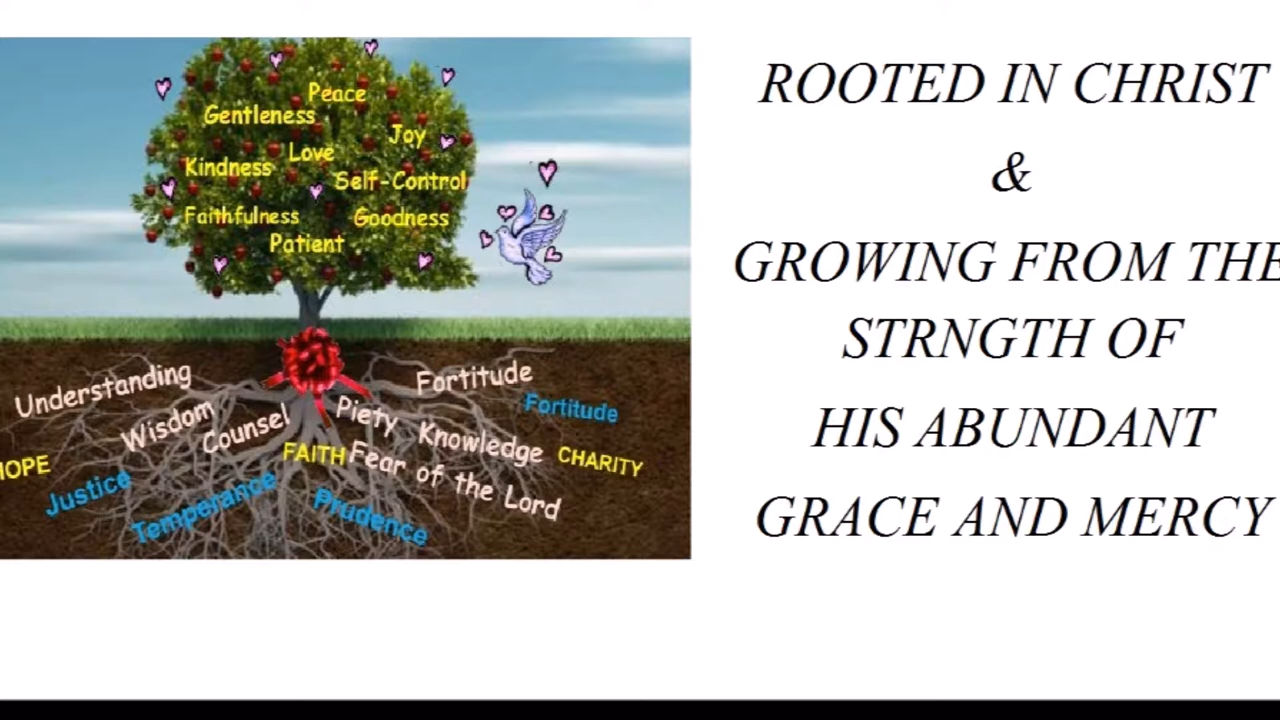 Peace
Gentleness
Joy
Love
Kindness
Self-Control
Faithfulness
Goodness
Patient
Understanding
Fortitude
Fortitude
Wisdom
Counsel
Piety
Knowledge
HOPE
FAITH
Fear of the Lord
CHARITY
Justice
Temperance
Prudence
ROOTED IN CHRIST
&
GROWING FROM THE
STRNGTH OF
HIS ABUNDANT
GRACE AND MERCY